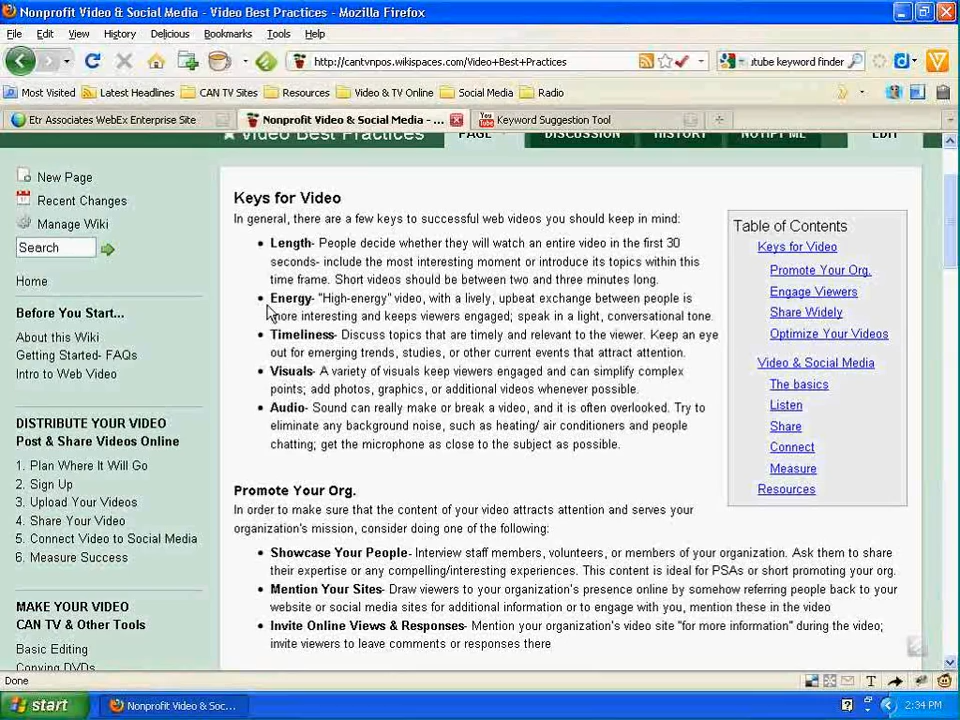 Nonprofit Video & Social Media - Video Best Practices - Mozilla Firefox
File Edit View History Delicious Bookmarks Tools Help
http://cantvnpos.wikispaces.com/Video+Best+Practices
tube keyword finder
Most Visited Latest Headlines CAN TV Sites Resources Video & TV Online Social Media Radio
Etr Associates WebEx Enterprise Site
Nonprofit Video & Social Media - ...
Keyword Suggestion Tool
Video Best Practices
PAGE DISCUSSION HISTORY NOTIFY ME EDIT
New Page
Recent Changes
Manage Wiki
Search
Home
Before You Start...
About this Wiki
Getting Started- FAQs
Intro to Web Video
DISTRIBUTE YOUR VIDEO
Post & Share Videos Online
1. Plan Where It Will Go
2. Sign Up
3. Upload Your Videos
4. Share Your Video
5. Connect Video to Social Media
6. Measure Success
MAKE YOUR VIDEO
CAN TV & Other Tools
Basic Editing
Copying DVDs
Keys for Video
In general, there are a few keys to successful web videos you should keep in mind:
• Length- People decide whether they will watch an entire video in the first 30
seconds- include the most interesting moment or introduce its topics within this
time frame. Short videos should be between two and three minutes long.
• Energy- "High-energy" video, with a lively, upbeat exchange between people is
more interesting and keeps viewers engaged; speak in a light, conversational tone.
• Timeliness- Discuss topics that are timely and relevant to the viewer. Keep an eye
out for emerging trends, studies, or other current events that attract attention.
• Visuals- A variety of visuals keep viewers engaged and can simplify complex
points; add photos, graphics, or additional videos whenever possible.
• Audio- Sound can really make or break a video, and it is often overlooked. Try to
eliminate any background noise, such as heating/ air conditioners and people
chatting; get the microphone as close to the subject as possible.
Table of Contents
Keys for Video
Promote Your Org.
Engage Viewers
Share Widely
Optimize Your Videos
Video & Social Media
The basics
Listen
Share
Connect
Measure
Resources
Promote Your Org.
In order to make sure that the content of your video attracts attention and serves your
organization's mission, consider doing one of the following:
• Showcase Your People- Interview staff members, volunteers, or members of your organization. Ask them to share
their expertise or any compelling/interesting experiences. This content is ideal for PSAs or short promoting your org.
• Mention Your Sites- Draw viewers to your organization's presence online by somehow referring people back to your
website or social media sites for additional information or to engage with you, mention these in the video
• Invite Online Views & Responses- Mention your organization's video site "for more information" during the video;
invite viewers to leave comments or responses there
Done
start
Nonprofit Video & Soc...
2:34 PM